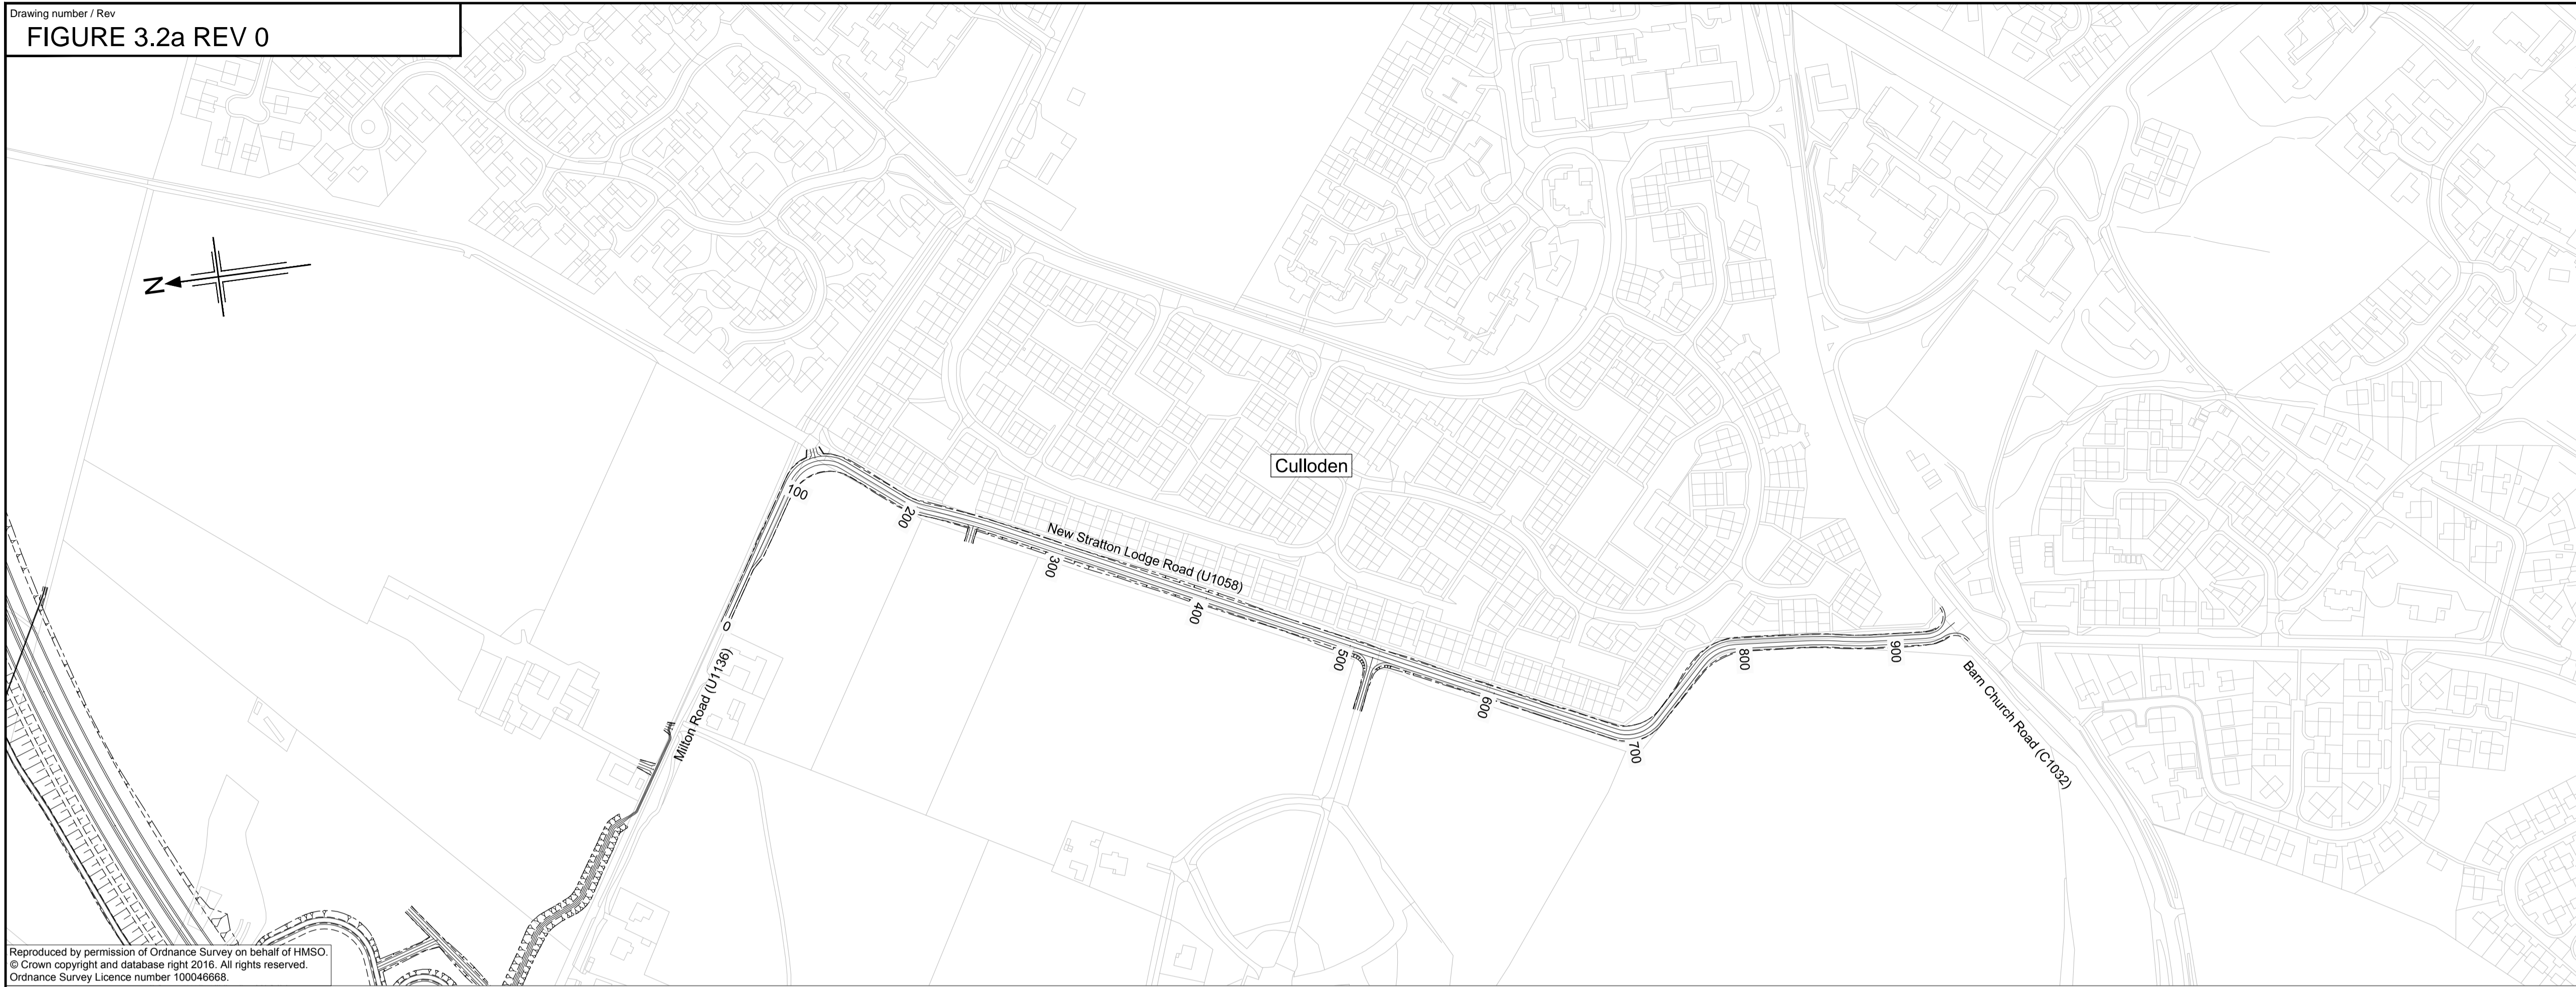 Drawing number / Rev
FIGURE 3.2a REV 0
N
Culloden
100
200
New Stratton Lodge Road (U1058)
300
400
0
Milton Road (U1136)
500
600
700
800
900
Barn Church Road (C1032)
Reproduced by permission of Ordnance Survey on behalf of HMSO.
© Crown copyright and database right 2016. All rights reserved.
Ordnance Survey Licence number 100046668.